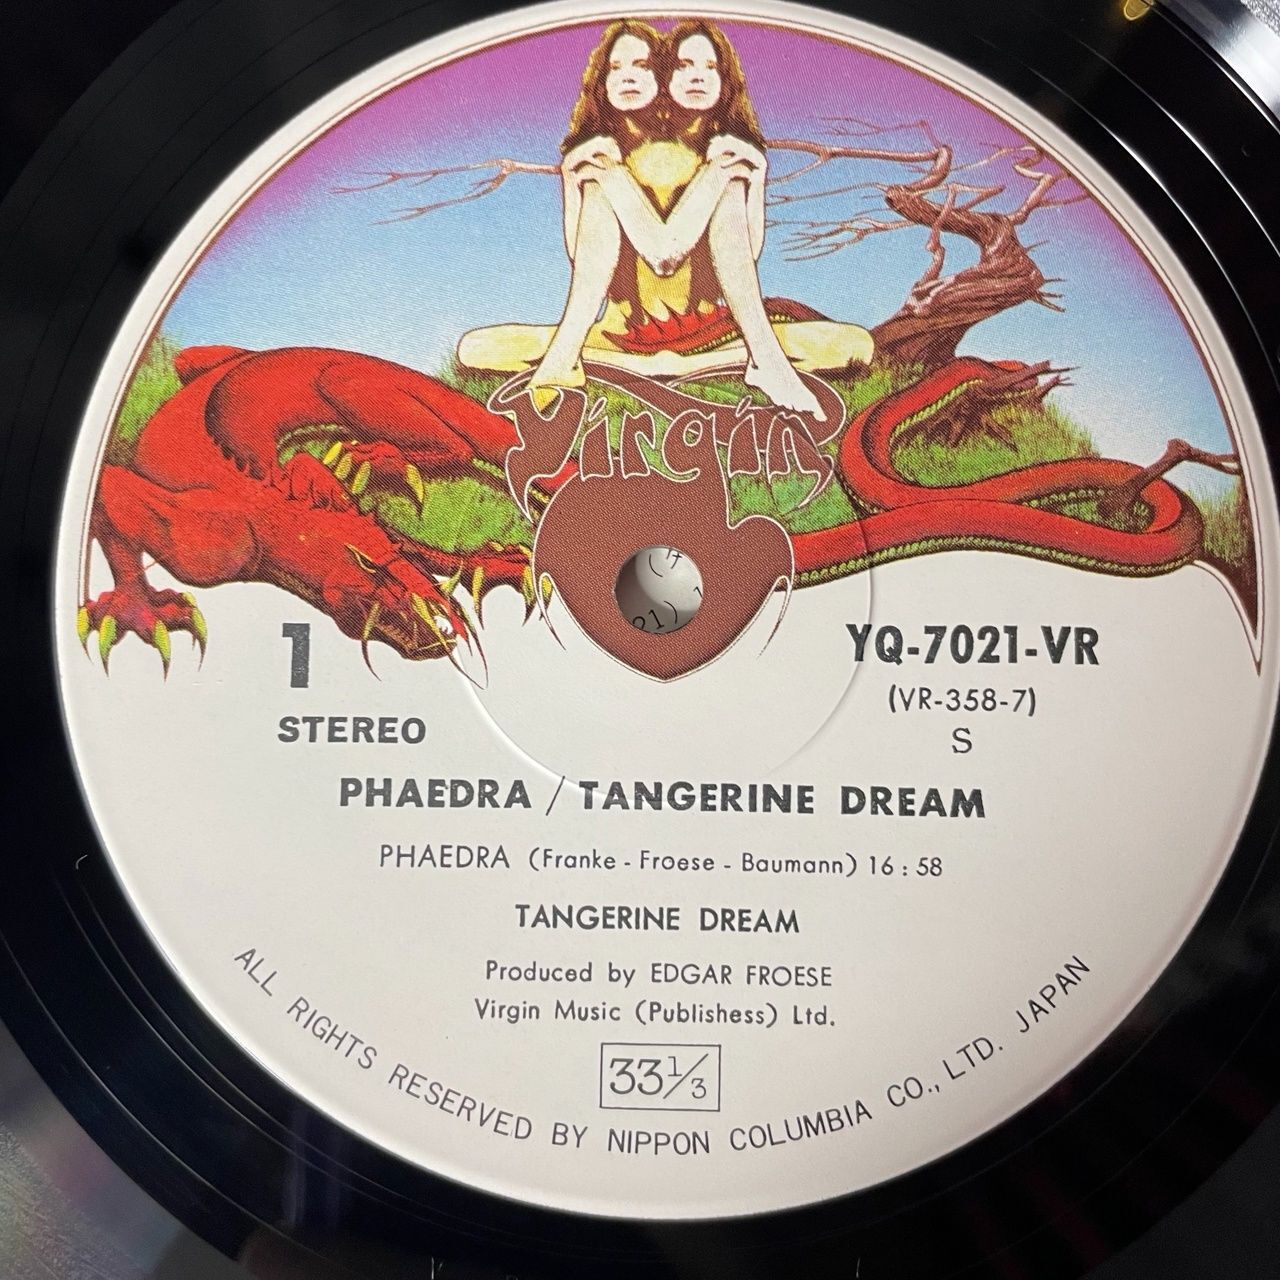 Virgin
1
STEREO
YQ-7021-VR
(VR-358-7)
S
PHAEDRA / TANGERINE DREAM
PHAEDRA (Franke - Froese - Baumann) 16 : 58
TANGERINE DREAM
Produced by EDGAR FROESE
Virgin Music (Publishess) Ltd.
33⅓
ALL RIGHTS RESERVED BY NIPPON COLUMBIA CO., LTD. JAPAN